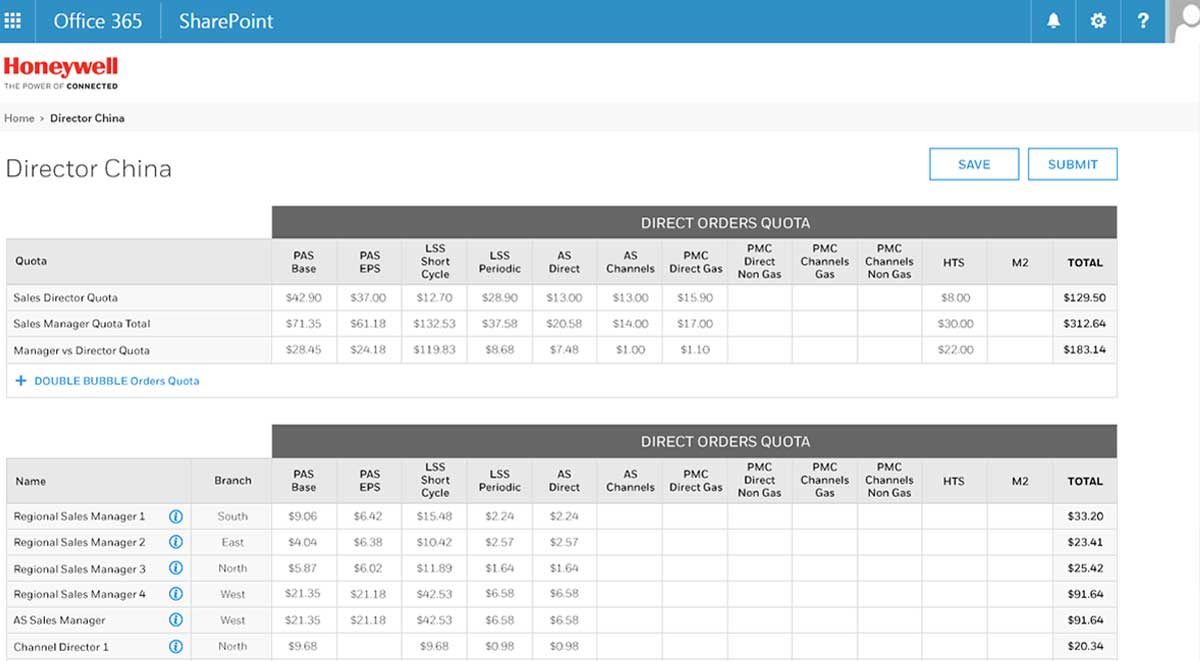 Office 365 SharePoint ?
Honeywell
THE POWER OF CONNECTED
Home > Director China
Director China SAVE SUBMIT
DIRECT ORDERS QUOTA
Quota PAS Base PAS EPS LSS Short Cycle LSS Periodic AS Direct AS Channels PMC Direct Gas PMC Direct Non Gas PMC Channels Gas PMC Channels Non Gas HTS M2 TOTAL
Sales Director Quota $42.90 $37.00 $12.70 $28.90 $13.00 $13.00 $15.90 $8.00 $129.50
Sales Manager Quota Total $71.35 $61.18 $132.53 $37.58 $20.58 $14.00 $17.00 $30.00 $312.64
Manager vs Director Quota $28.45 $24.18 $119.83 $8.68 $7.48 $1.00 $1.10 $22.00 $183.14
+ DOUBLE BUBBLE Orders Quota
DIRECT ORDERS QUOTA
Name Branch PAS Base PAS EPS LSS Short Cycle LSS Periodic AS Direct AS Channels PMC Direct Gas PMC Direct Non Gas PMC Channels Gas PMC Channels Non Gas HTS M2 TOTAL
Regional Sales Manager 1 i South $9.06 $6.42 $15.48 $2.24 $2.24 $33.20
Regional Sales Manager 2 i East $4.04 $6.38 $10.42 $2.57 $2.57 $23.41
Regional Sales Manager 3 i North $5.87 $6.02 $11.89 $1.64 $1.64 $25.42
Regional Sales Manager 4 i West $21.35 $21.18 $42.53 $6.58 $6.58 $91.64
AS Sales Manager i West $21.35 $21.18 $42.53 $6.58 $6.58 $91.64
Channel Director 1 i North $9.68 $9.68 $0.98 $0.98 $20.34